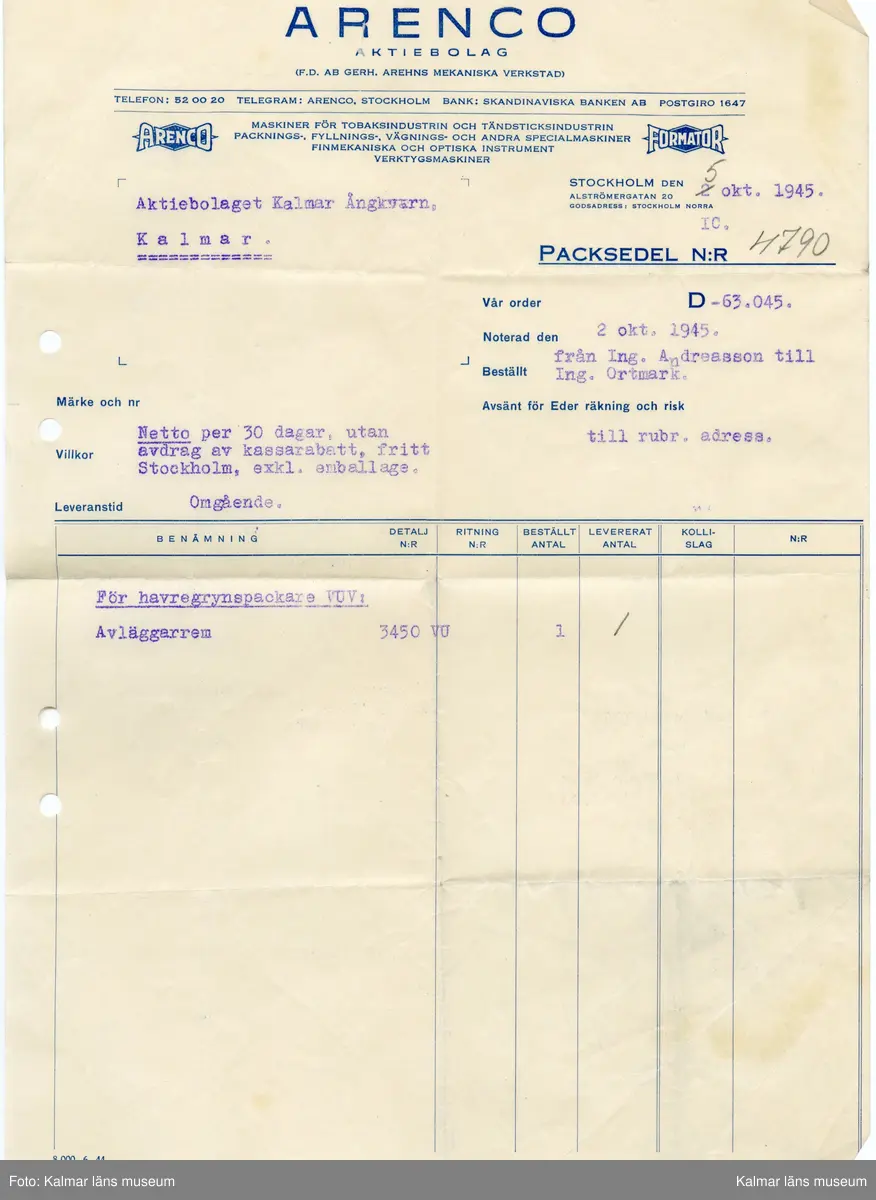 ARENCO
AKTIEBOLAG
(F.D. AB GERH. AREHNS MEKANISKA VERKSTAD)
TELEFON: 52 00 20 TELEGRAM: ARENCO, STOCKHOLM BANK: SKANDINAVISKA BANKEN AB POSTGIRO 1647
ARENCO
MASKINER FÖR TOBAKSINDUSTRIN OCH TÄNDSTICKSINDUSTRIN
PACKNINGS-, FYLLNINGS-, VÄGNINGS- OCH ANDRA SPECIALMASKINER
FINMEKANISKA OCH OPTISKA INSTRUMENT
VERKTYGSMASKINER
FORMATOR
Aktiebolaget Kalmar Ångkvarn,
Kalmar.
=============
STOCKHOLM DEN 5 okt. 1945.
ALSTRÖMERGATAN 20
GODSADRESS: STOCKHOLM NORRA
IC.
PACKSEDEL N:R 4790
Vår order D-63.045.
Noterad den 2 okt. 1945.
Beställt från Ing. Andreasson till
Ing. Ortmark.
Märke och nr
Avsänt för Eder räkning och risk
till rubr. adress.
Villkor Netto per 30 dagar, utan
avdrag av kassarabatt, fritt
Stockholm, exkl. emballage.
Leveranstid Omgående.
BENÄMNING DETALJ N:R RITNING N:R BESTÄLLT ANTAL LEVERERAT ANTAL KOLLI-SLAG N:R
För havregrynspackare VUV:
Avläggarrem 3450 VU 1 /
8.000. 6. 44
Foto: Kalmar läns museum
Kalmar läns museum